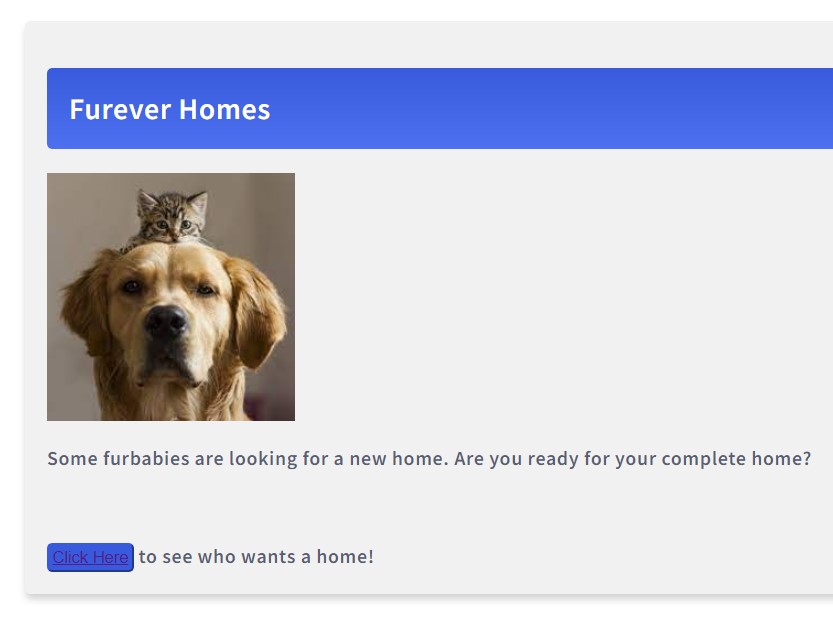 Furever Homes
Some furbabies are looking for a new home. Are you ready for your complete home?
Click Here to see who wants a home!